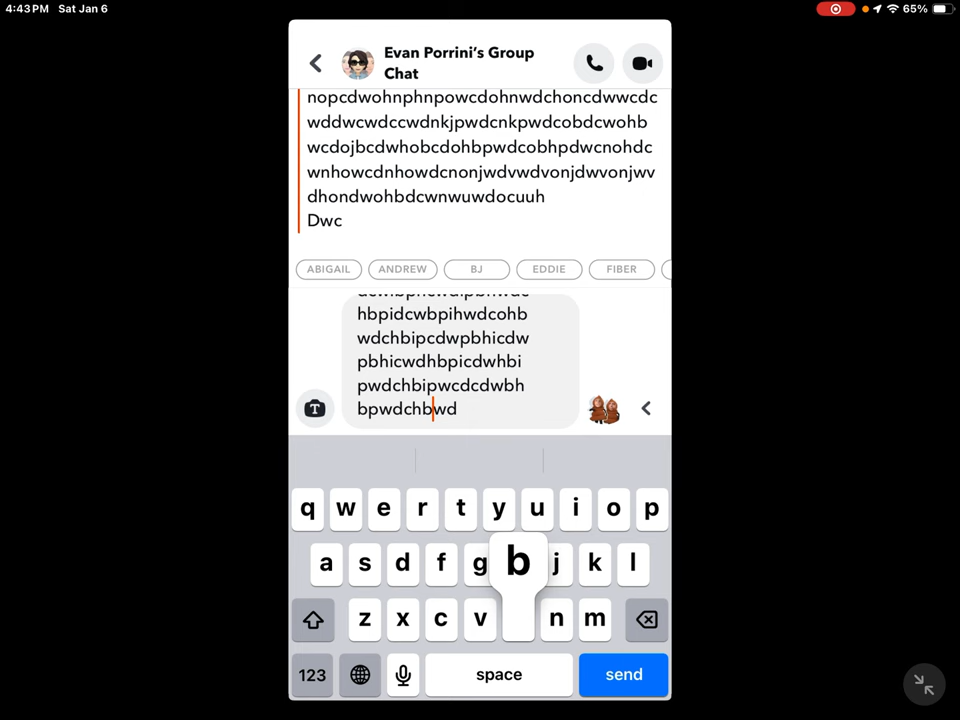 4:43 PM Sat Jan 6
65%
Evan Porrini's Group
Chat
nopcdwohnphnpowcdohnwdchoncdwwcdc
wddwcwdccwdnkjpwdcnkpwdcobdcwohb
wcdojbcdwhobcdohbpwdcobhpdwcnohdc
wnhowcdnhowdcnonjwdvwdvonjdwvonjwv
dhondwohbdcwnwuwdocuuh
Dwc
ABIGAIL ANDREW BJ EDDIE FIBER
hbpidcwbpihwdcohb
wdchbipcdwpbhicdw
pbhicwdhbpicdwhbi
pwdchbipwcdcdwbh
bpwdchbwd
T
q w e r t y u i o p
a s d f g b j k l
z x c v n m
123 space send